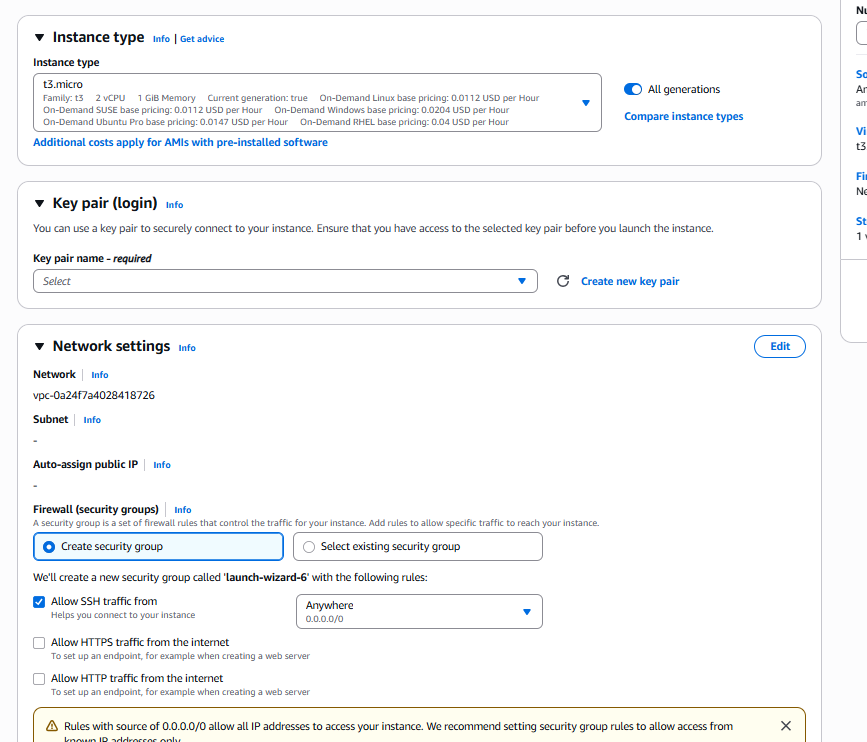 Instance type Info | Get advice
Instance type
t3.micro
Family: t3 2 vCPU 1 GiB Memory Current generation: true On-Demand Linux base pricing: 0.0112 USD per Hour
On-Demand SUSE base pricing: 0.0112 USD per Hour On-Demand Windows base pricing: 0.0204 USD per Hour
On-Demand Ubuntu Pro base pricing: 0.0147 USD per Hour On-Demand RHEL base pricing: 0.04 USD per Hour
All generations
Compare instance types
Additional costs apply for AMIs with pre-installed software
Key pair (login) Info
You can use a key pair to securely connect to your instance. Ensure that you have access to the selected key pair before you launch the instance.
Key pair name - required
Select
Create new key pair
Network settings Info
Edit
Network Info
vpc-0a24f7a4028418726
Subnet Info
-
Auto-assign public IP Info
-
Firewall (security groups) Info
A security group is a set of firewall rules that control the traffic for your instance. Add rules to allow specific traffic to reach your instance.
Create security group
Select existing security group
We'll create a new security group called 'launch-wizard-6' with the following rules:
Allow SSH traffic from
Helps you connect to your instance
Anywhere
0.0.0.0/0
Allow HTTPS traffic from the internet
To set up an endpoint, for example when creating a web server
Allow HTTP traffic from the internet
To set up an endpoint, for example when creating a web server
Rules with source of 0.0.0.0/0 allow all IP addresses to access your instance. We recommend setting security group rules to allow access from
known IP addresses only.
t3
1